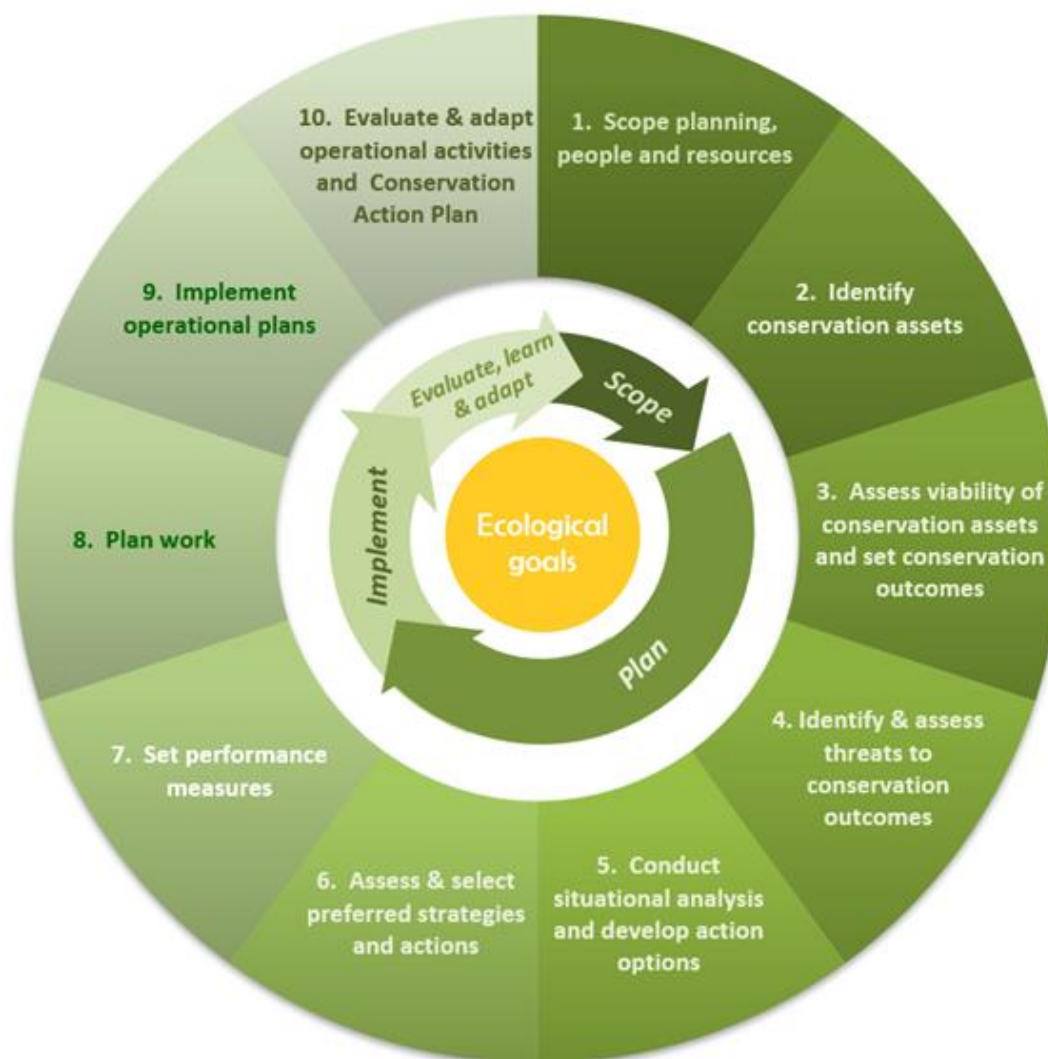 1. Scope planning,
people and resources
2. Identify
conservation assets
3. Assess viability of
conservation assets
and set conservation
outcomes
4. Identify & assess
threats to
conservation
outcomes
5. Conduct
situational analysis
and develop action
options
6. Assess & select
preferred strategies
and actions
7. Set performance
measures
8. Plan work
9. Implement
operational plans
10. Evaluate & adapt
operational activities
and Conservation
Action Plan
Scope
Plan
Implement
Evaluate, learn
& adapt
Ecological
goals